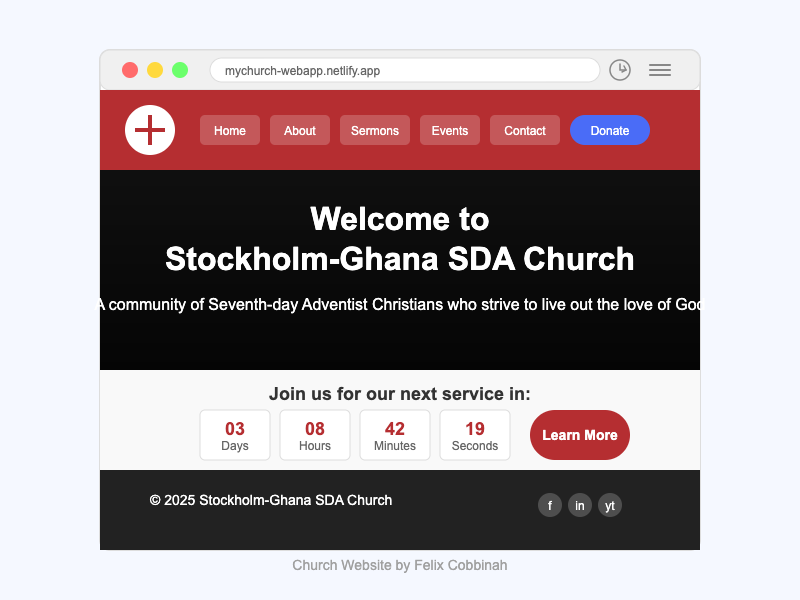 mychurch-webapp.netlify.app
Home About Sermons Events Contact Donate
Welcome to
Stockholm-Ghana SDA Church
A community of Seventh-day Adventist Christians who strive to live out the love of God
Join us for our next service in:
03 08 42 19
Days Hours Minutes Seconds
Learn More
© 2025 Stockholm-Ghana SDA Church
f in yt
Church Website by Felix Cobbinah